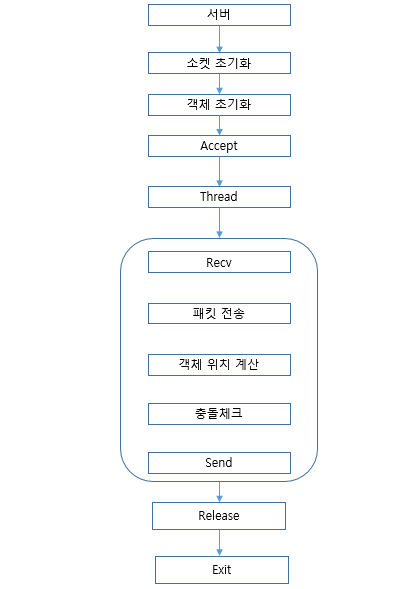 서버
소켓 초기화
객체 초기화
Accept
Thread
Recv
패킷 전송
객체 위치 계산
충돌체크
Send
Release
Exit